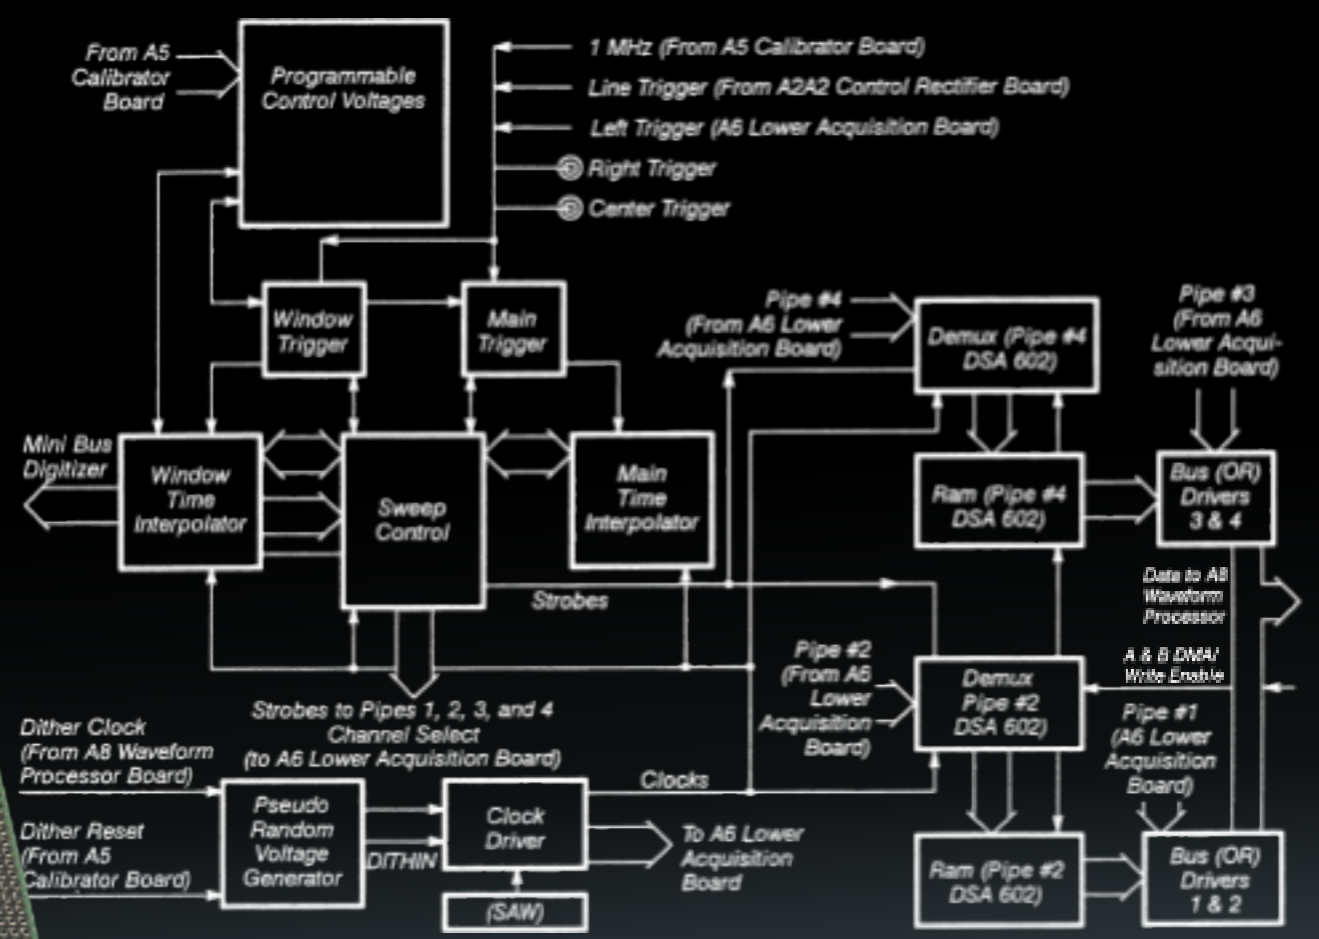 From A5
Calibrator
Board
Programmable
Control Voltages
1 MHz (From A5 Calibrator Board)
Line Trigger (From A2A2 Control Rectifier Board)
Left Trigger (A6 Lower Acquisition Board)
Right Trigger
Center Trigger
Window
Trigger
Main
Trigger
Pipe #4
(From A6 Lower
Acquisition Board)
Demux (Pipe #4
DSA 602)
Pipe #3
(From A6
Lower Acqui-
sition Board)
Mini Bus
Digitizer
Window
Time
Interpolator
Sweep
Control
Main
Time
Interpolator
Ram (Pipe #4
DSA 602)
Bus (OR)
Drivers
3 & 4
Strobes
Data to A8
Waveform
Processor
Pipe #2
(From A6
Lower
Acquisition
Board)
Demux
Pipe #2
DSA 602)
A & B DMA/
Write Enable
Pipe #1
(A6 Lower
Acquisition
Board)
Strobes to Pipes 1, 2, 3, and 4
Channel Select
(to A6 Lower Acquisition Board)
Dither Clock
(From A8 Waveform
Processor Board)
Dither Reset
(From A5
Calibrator Board)
Pseudo
Random
Voltage
Generator
DITHIN
Clock
Driver
(SAW)
Clocks
To A6 Lower
Acquisition
Board
Ram (Pipe #2
DSA 602)
Bus (OR)
Drivers
1 & 2